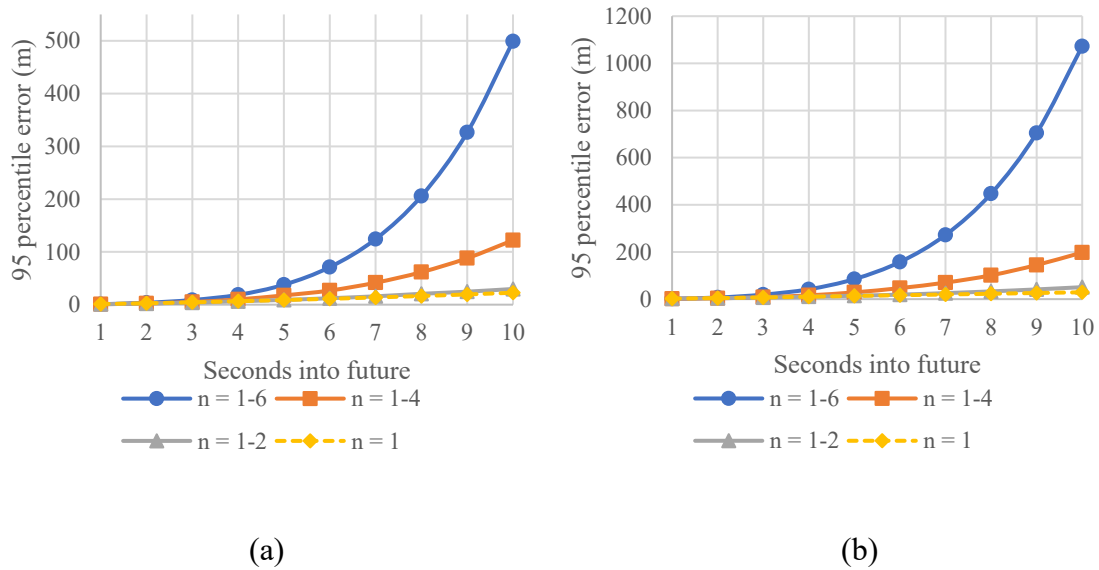 95 percentile error (m)
500
400
300
200
100
0
1 2 3 4 5 6 7 8 9 10
Seconds into future
n = 1-6 n = 1-4
n = 1-2 n = 1
(a)
95 percentile error (m)
1200
1000
800
600
400
200
0
1 2 3 4 5 6 7 8 9 10
Seconds into future
n = 1-6 n = 1-4
n = 1-2 n = 1
(b)